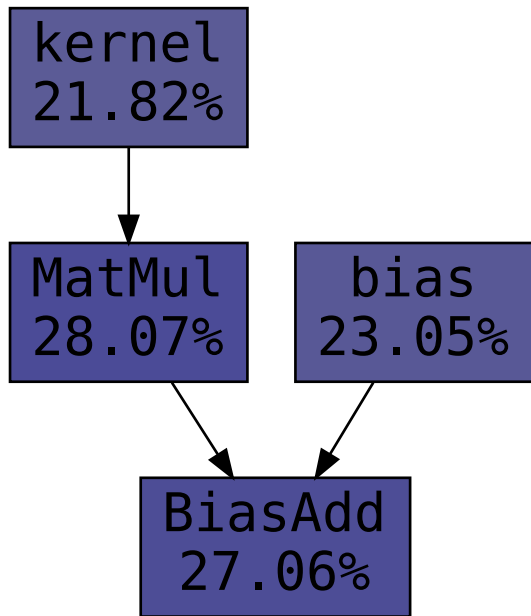 kernel
21.82%
MatMul
28.07%
bias
23.05%
BiasAdd
27.06%